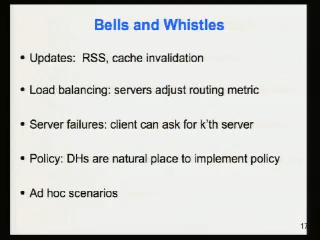 Bells and Whistles
• Updates: RSS, cache invalidation
• Load balancing: servers adjust routing metric
• Server failures: client can ask for k'th server
• Policy: DHs are natural place to implement policy
• Ad hoc scenarios
17